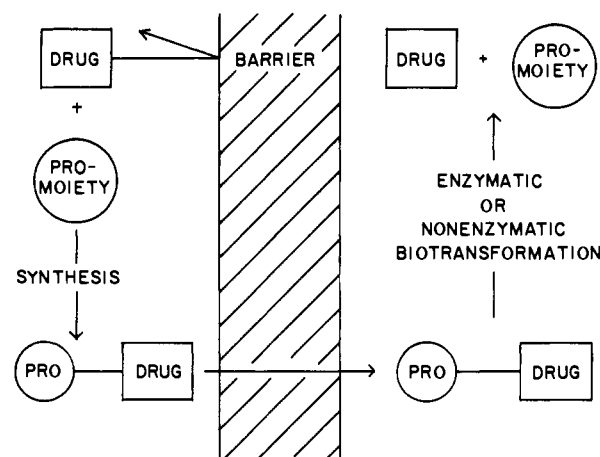 DRUG
+
PRO-
MOIETY
SYNTHESIS
PRO
DRUG
BARRIER
DRUG
+
PRO-
MOIETY
ENZYMATIC
OR
NONENZYMATIC
BIOTRANSFORMATION
PRO
DRUG